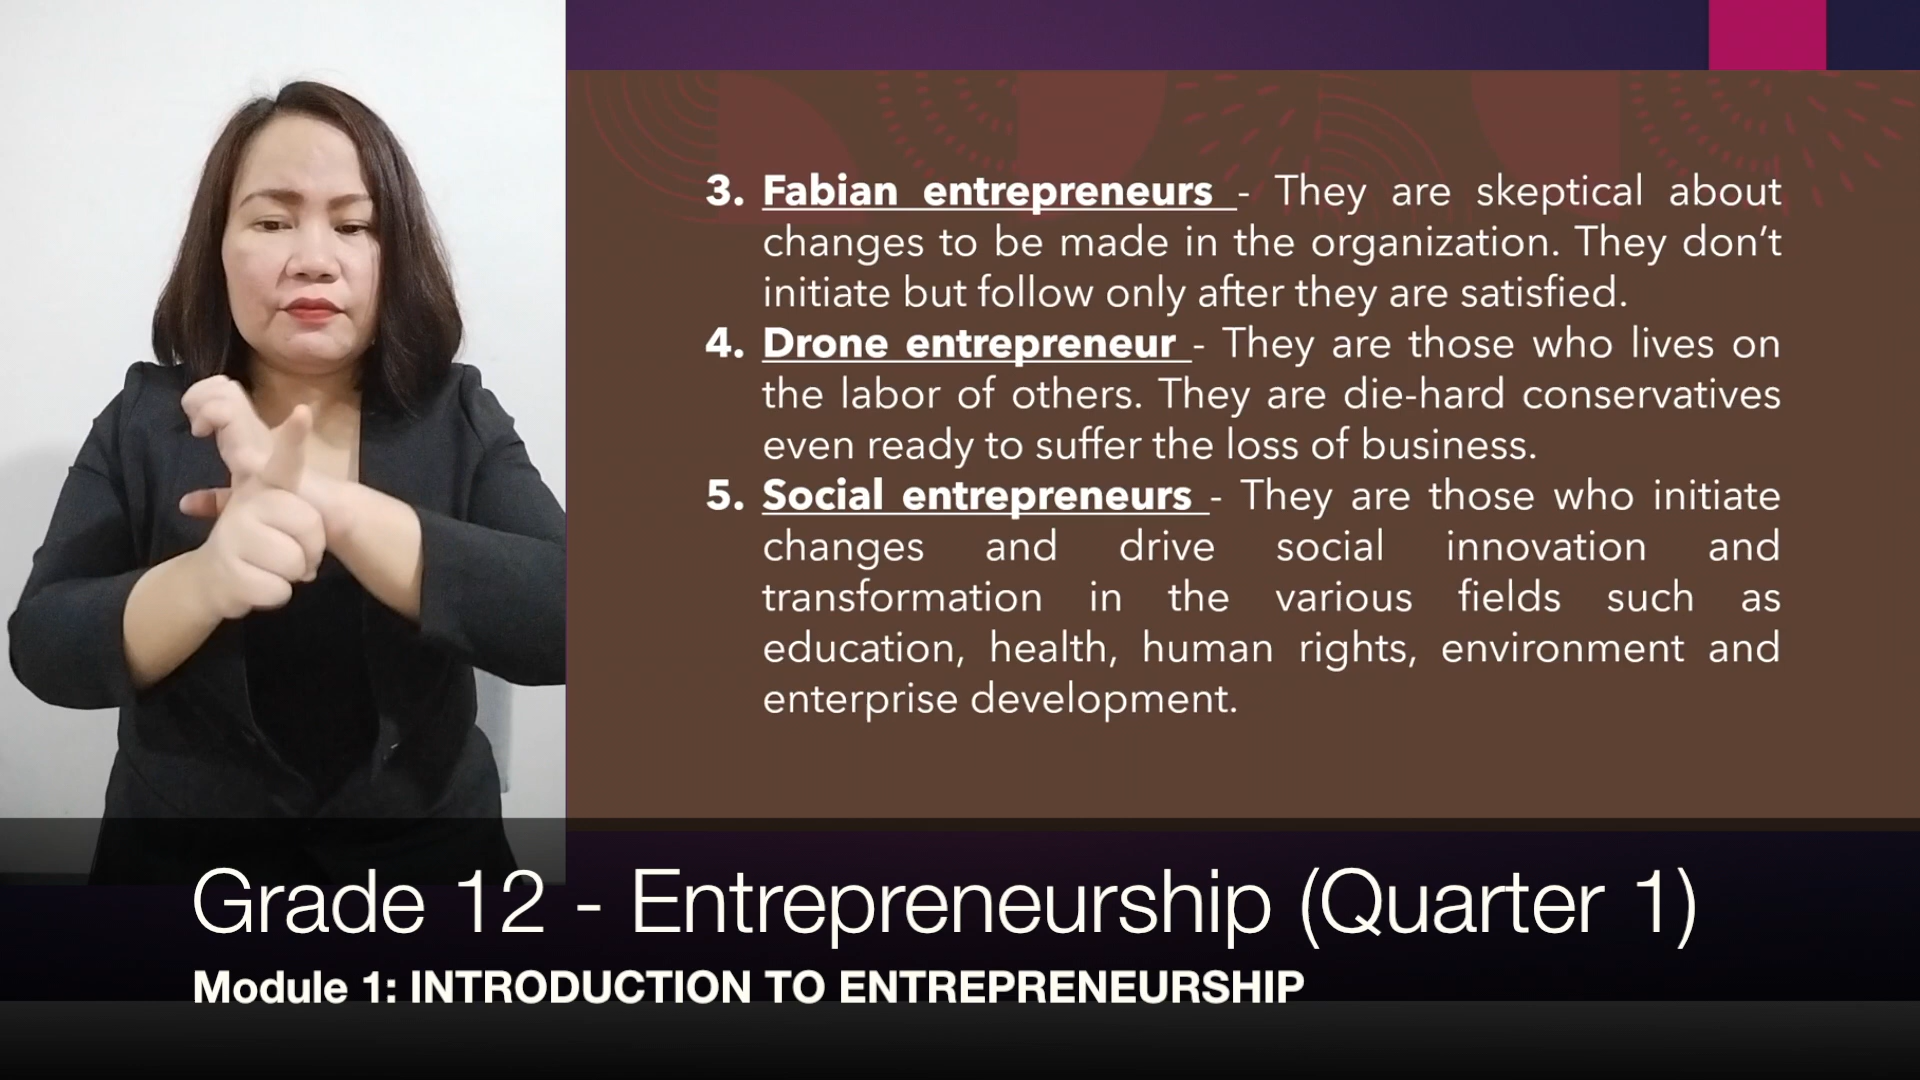 3. Fabian entrepreneurs - They are skeptical about
changes to be made in the organization. They don't
initiate but follow only after they are satisfied.
4. Drone entrepreneur - They are those who lives on
the labor of others. They are die-hard conservatives
even ready to suffer the loss of business.
5. Social entrepreneurs - They are those who initiate
changes and drive social innovation and
transformation in the various fields such as
education, health, human rights, environment and
enterprise development.
Grade 12 - Entrepreneurship (Quarter 1)
Module 1: INTRODUCTION TO ENTREPRENEURSHIP